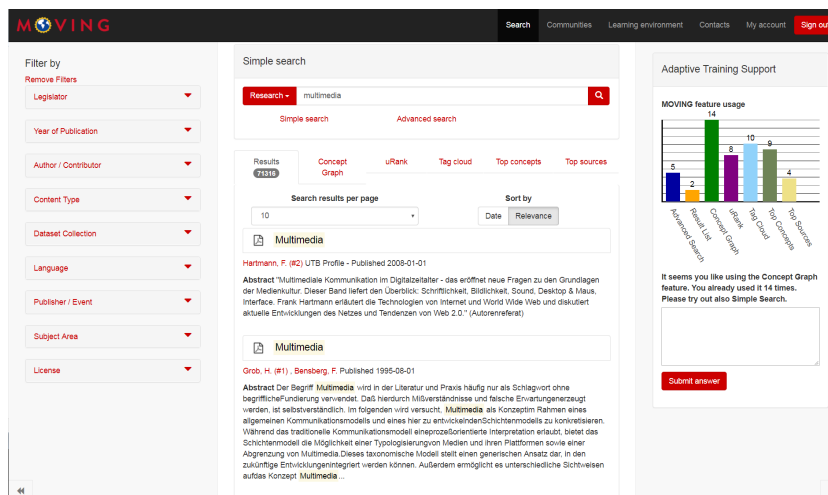 MOVING
Search Communities Learning environment Contacts My account Sign out
Filter by
Remove Filters
Legislator
Year of Publication
Author / Contributor
Content Type
Dataset Collection
Language
Publisher / Event
Subject Area
License
Simple search
Research multimedia
Simple search Advanced search
Results
71316
Concept
Graph
uRank
Tag cloud
Top concepts
Top sources
Search results per page
10
Sort by
Date Relevance
Multimedia
Hartmann, F. (#2) UTB Profile - Published 2008-01-01
Abstract "Multimediale Kommunikation im Digitalzeitalter - das eröffnet neue Fragen zu den Grundlagen
der Medienkultur. Dieser Band liefert den Überblick: Schriftlichkeit, Bildlichkeit, Sound, Desktop & Maus,
Interface. Frank Hartmann erläutert die Technologien von Internet und World Wide Web und diskutiert
aktuelle Entwicklungen des Netzes und Tendenzen von Web 2.0." (Autorenreferat)
Multimedia
Grob, H. (#1) , Bensberg, F. Published 1995-08-01
Abstract Der Begriff Multimedia wird in der Literatur und Praxis häufig nur als Schlagwort ohne
begrifflicheFundierung verwendet. Daß hierdurch Mißverständnisse und falsche Erwartungenerzeugt
werden, ist selbstverständlich. Im folgenden wird versucht, Multimedia als Konzeptim Rahmen eines
allgemeinen Kommunikationsmodells und eines hier zu entwickelndenSchichtenmodells zu konkretisieren.
Während das traditionelle Kommunikationsmodell eineprozeßorientierte Interpretation erlaubt, bietet das
Schichtenmodell die Möglichkeit einer Typologisierungvon Medien und ihren Plattformen sowie einer
Abgrenzung von Multimedia.Dieses taxonomische Modell stellt einen generischen Ansatz dar, in den
zukünftige Entwicklungenintegriert werden können. Außerdem ermöglicht es unterschiedliche Sichtweisen
aufdas Konzept Multimedia ...
Adaptive Training Support
MOVING feature usage
5
2
14
8
10
9
4
Advanced Search
Result List
Concept Graph
uRank
Tag Cloud
Top Concepts
Top Sources
It seems you like using the Concept Graph
feature. You already used it 14 times.
Please try out also Simple Search.
Submit answer